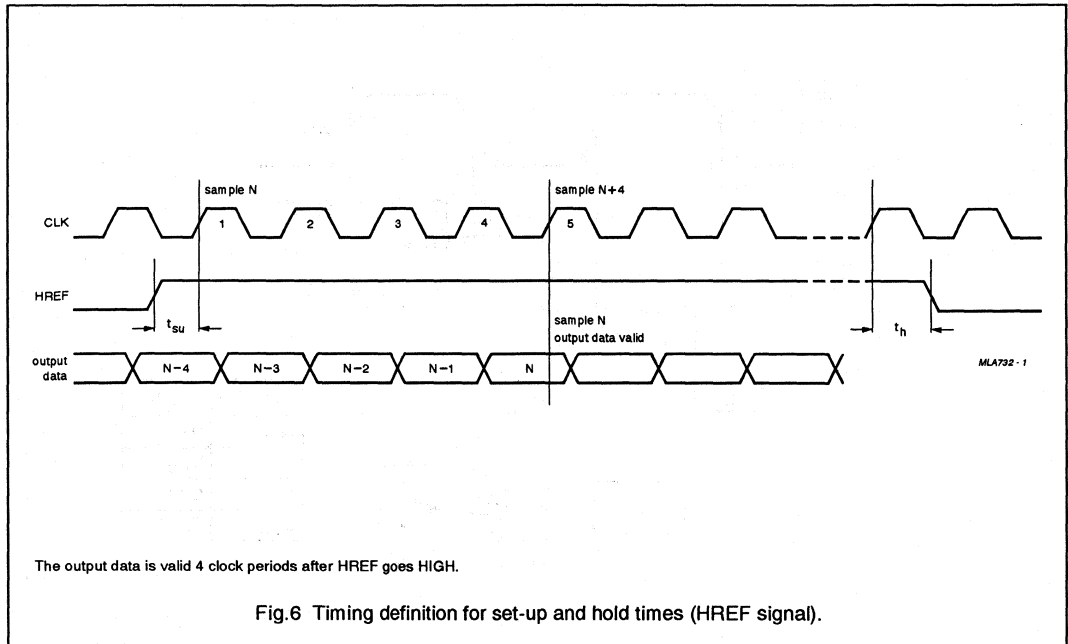 sample N
sample N+4
CLK
1 2 3 4 5
HREF
tsu
sample N
output data valid
th
output
data
N-4 N-3 N-2 N-1 N
MLA732 - 1
The output data is valid 4 clock periods after HREF goes HIGH.
Fig.6 Timing definition for set-up and hold times (HREF signal).